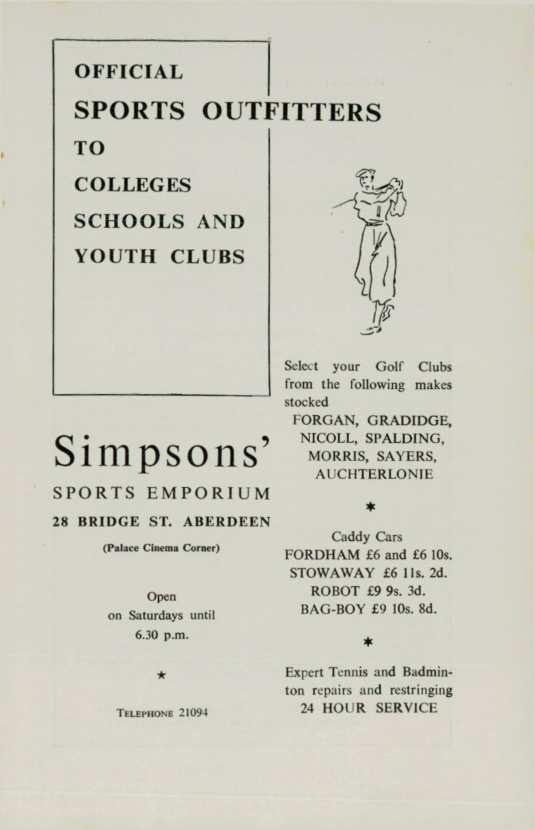 OFFICIAL
SPORTS OUTFITTERS
TO
COLLEGES
SCHOOLS AND
YOUTH CLUBS
Simpsons'
SPORTS EMPORIUM
28 BRIDGE ST. ABERDEEN
(Palace Cinema Corner)
Open
on Saturdays until
6.30 p.m.
TELEPHONE 21094
Select your Golf Clubs
from the following makes
stocked
FORGAN, GRADIDGE,
NICOLL, SPALDING,
MORRIS, SAYERS,
AUCHTERLONIE
Caddy Cars
FORDHAM £6 and £6 10s.
STOWAWAY £6 11s. 2d.
ROBOT £9 9s. 3d.
BAG-BOY £9 10s. 8d.
Expert Tennis and Badmin-
ton repairs and restringing
24 HOUR SERVICE